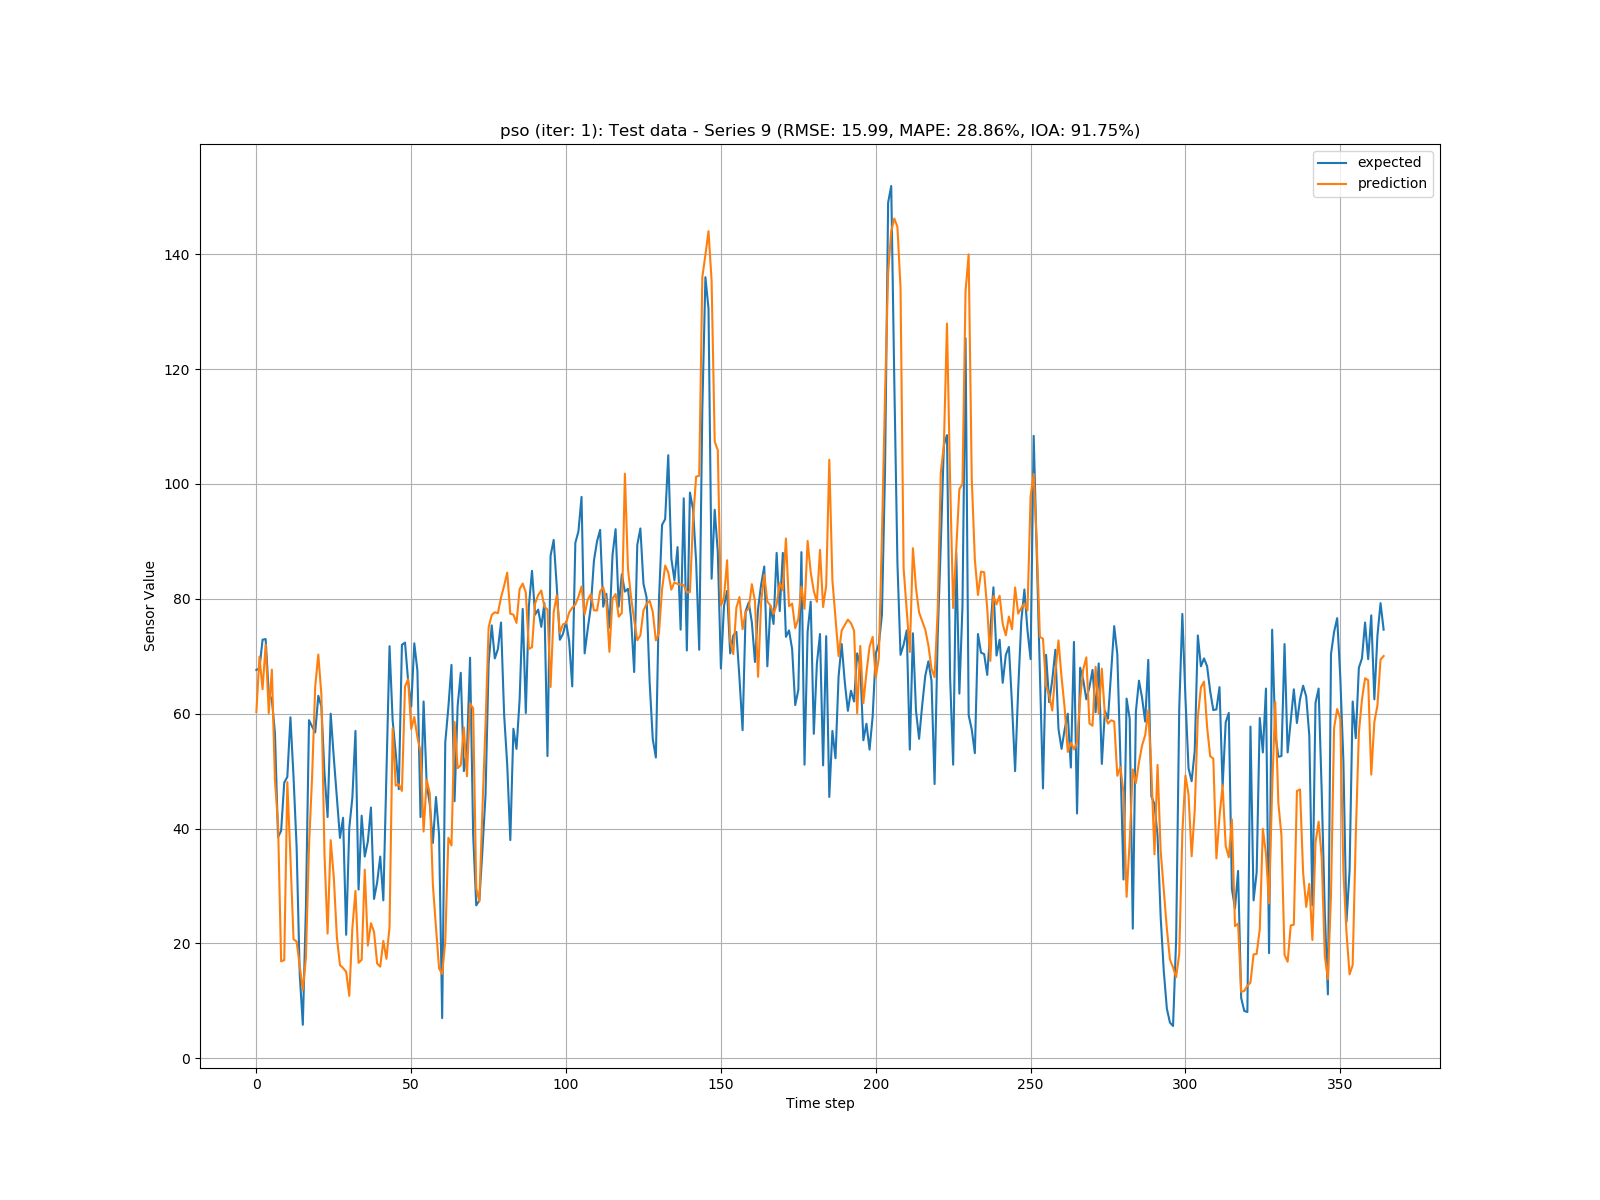 pso (iter: 1): Test data - Series 9 (RMSE: 15.99, MAPE: 28.86%, IOA: 91.75%)
expected
prediction
140
120
100
80
60
40
20
0
Sensor Value
0 50 100 150 200 250 300 350
Time step